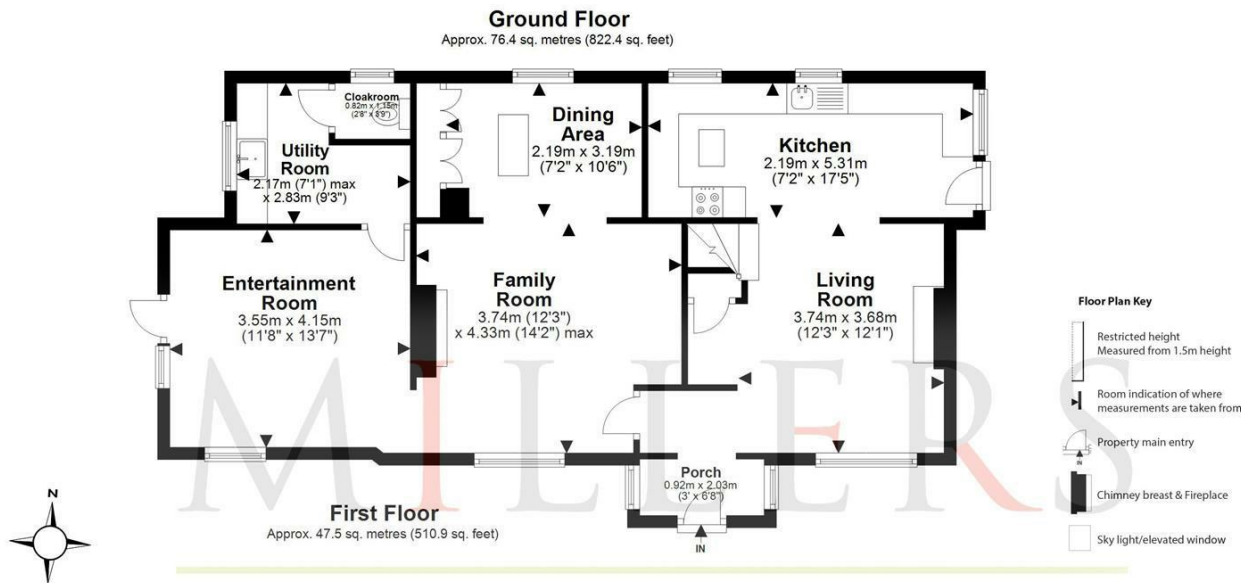 Ground Floor
Approx. 76.4 sq. metres (822.4 sq. feet)
Cloakroom
0.82m x 1.15m
(2'8" x 3'9")
Dining
Area
2.19m x 3.19m
(7'2" x 10'6")
Kitchen
2.19m x 5.31m
(7'2" x 17'5")
Utility
Room
2.17m (7'1") max
x 2.83m (9'3")
Entertainment
Room
3.55m x 4.15m
(11'8" x 13'7")
Family
Room
3.74m (12'3")
x 4.33m (14'2") max
Living
Room
3.74m x 3.68m
(12'3" x 12'1")
Floor Plan Key
Restricted height
Measured from 1.5m height
Room indication of where
measurements are taken from
Property main entry
IN
Chimney breast & Fireplace
Sky light/elevated window
MILLERS
Porch
0.92m x 2.03m
(3' x 6'8")
IN
N
First Floor
Approx. 47.5 sq. metres (510.9 sq. feet)